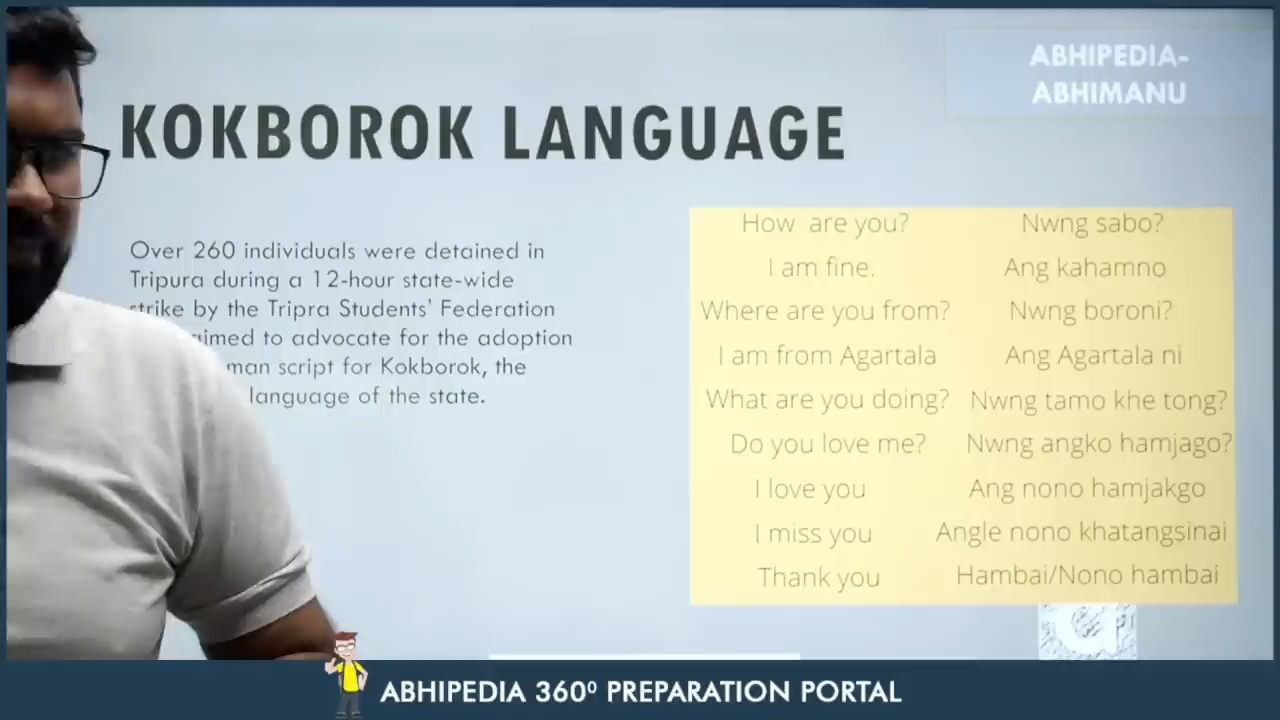 ABHIPEDIA-
ABHIMANU
KOKBOROK LANGUAGE
Over 260 individuals were detained in
Tripura during a 12-hour state-wide
strike by the Tripra Students' Federation
aimed to advocate for the adoption
script for Kokborok, the
language of the state.
How are you? Nwng sabo?
I am fine. Ang kahamno
Where are you from? Nwng boroni?
I am from Agartala Ang Agartala ni
What are you doing? Nwng tamo khe tong?
Do you love me? Nwng angko hamjago?
I love you Ang nono hamjakgo
I miss you Angle nono khatangsinai
Thank you Hambai/Nono hambai
ABHIPEDIA 360⁰ PREPARATION PORTAL